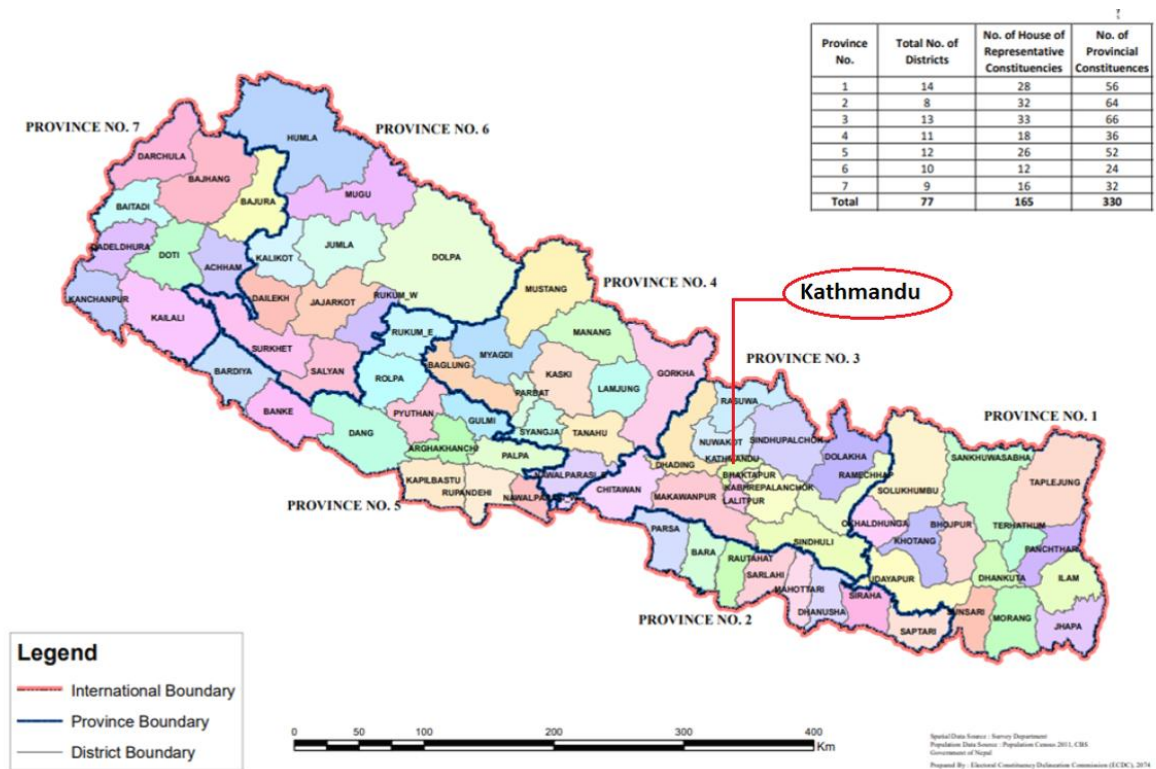 Province No. Total No. of Districts No. of House of Representative Constituencies No. of Provincial Constituences
1 14 28 56
2 8 32 64
3 13 33 66
4 11 18 36
5 12 26 52
6 10 12 24
7 9 16 32
Total 77 165 330
PROVINCE NO. 7
PROVINCE NO. 6
HUMLA
DARCHULA
BAJHANG
BAJURA
MUGU
BAITADI
DADELDHURA
DOTI
ACHHAM
KALIKOT
JUMLA
DOLPA
KANCHANPUR
KAILALI
DAILEKH
JAJARKOT
RUKUM_W
MUSTANG
PROVINCE NO. 4
Kathmandu
SURKHET
SALYAN
RUKUM_E
MYAGDI
MANANG
PROVINCE NO. 3
BARDIYA
BANKE
ROLPA
BAGLUNG
PARBAT
KASKI
LAMJUNG
GORKHA
DANG
PYUTHAN
GULMI
SYANGJA
TANAHU
ARGHAKHANCHI
PALPA
RASUWA
NUWAKOT
SINDHUPALCHOK
DOLAKHA
PROVINCE NO. 1
SANKHUWASABHA
TAPLEJUNG
KAPILBASTU
RUPANDEHI
CHITAWAN
DHADING
KATHMANDU
BHAKTAPUR
KABHREPALANCHOK
LALITPUR
MAKAWANPUR
RAMECHHAP
SOLUKHUMBU
PROVINCE NO. 5
PARSA
BARA
RAUTAHAT
SARLAHI
SINDHULI
OKHALDHUNGA
KHOTANG
BHOJPUR
TERHATHUM
PANCHTHAR
MAHOTTARI
DHANUSHA
SIRAHA
UDAYAPUR
DHANKUTA
ILAM
PROVINCE NO. 2
SAPTARI
SUNSARI
MORANG
JHAPA
Legend
International Boundary
Province Boundary
District Boundary
0 50 100 200 300 400
Km
Spatial Data Source : Survey Department
Population Data Source : Population Census 2011, CBS
Government of Nepal
Prepared By : Electoral Constituency Delineation Commission (ECDC), 2074